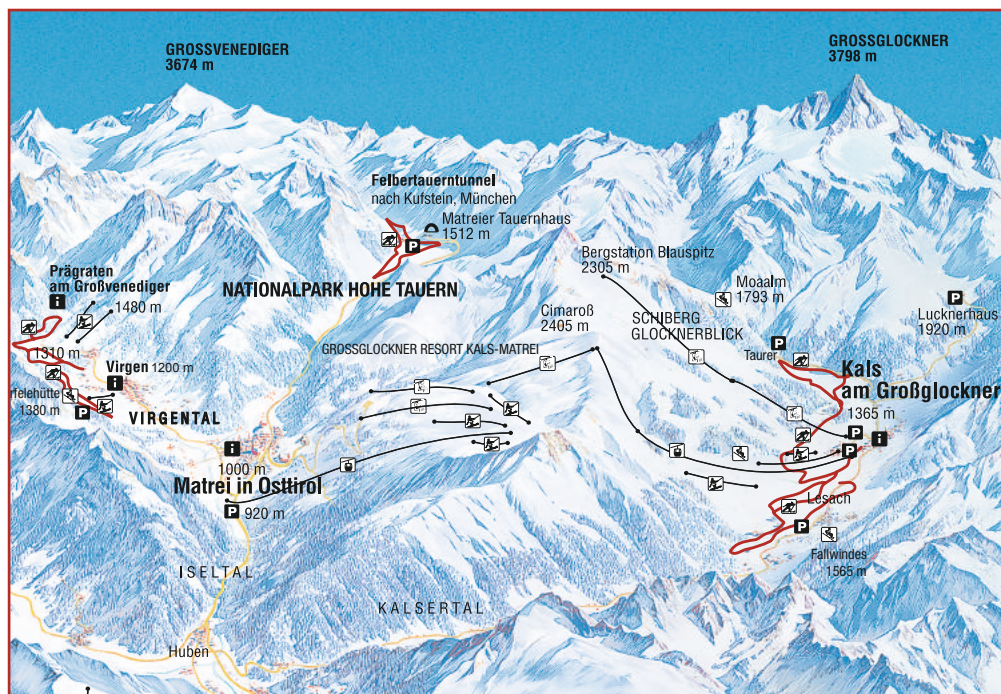 GROSSVENEDIGER
3674 m
GROSSGLOCKNER
3798 m
Felbertauerntunnel
nach Kufstein, München
Matreier Tauernhaus
1512 m
P
Bergstation Blauspitz
2305 m
Prägraten
am Großvenediger
i
1480 m
NATIONALPARK HOHE TAUERN
Moaalm
1793 m
P
Lucknerhaus
1920 m
Cimaroß
2405 m
SCHIBERG
GLOCKNERBLICK
GROSSGLOCKNER RESORT KALS-MATREI
P
Taurer
1310 m
Virgen 1200 m
i
rfelehütte
1380 m
P
VIRGENTAL
Kals
am Großglockner
1365 m
P
i
P
i
1000 m
Matrei in Osttirol
P
920 m
Lesach
P
Fallwindes
1565 m
ISELTAL
KALSERTAL
Huben